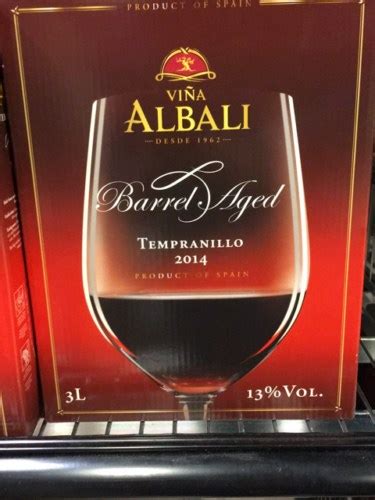 PRODUCT OF SPAIN
VIÑA
ALBALI
DESDE 1962
Barrel Aged
TEMPRANILLO
2014
PRODUCT OF SPAIN
3L
13% VOL.